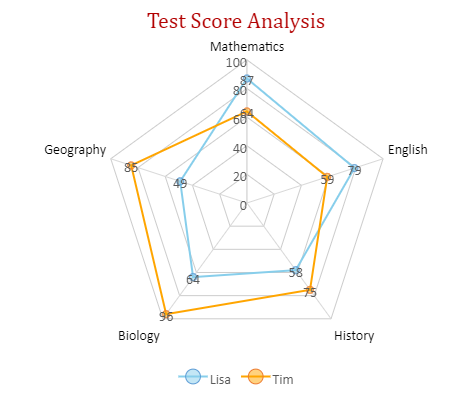 Test Score Analysis
Mathematics
100
87
80
64
60
Geography
English
40
85
49
20
59
79
0
64
58
96
75
Biology
History
Lisa
Tim